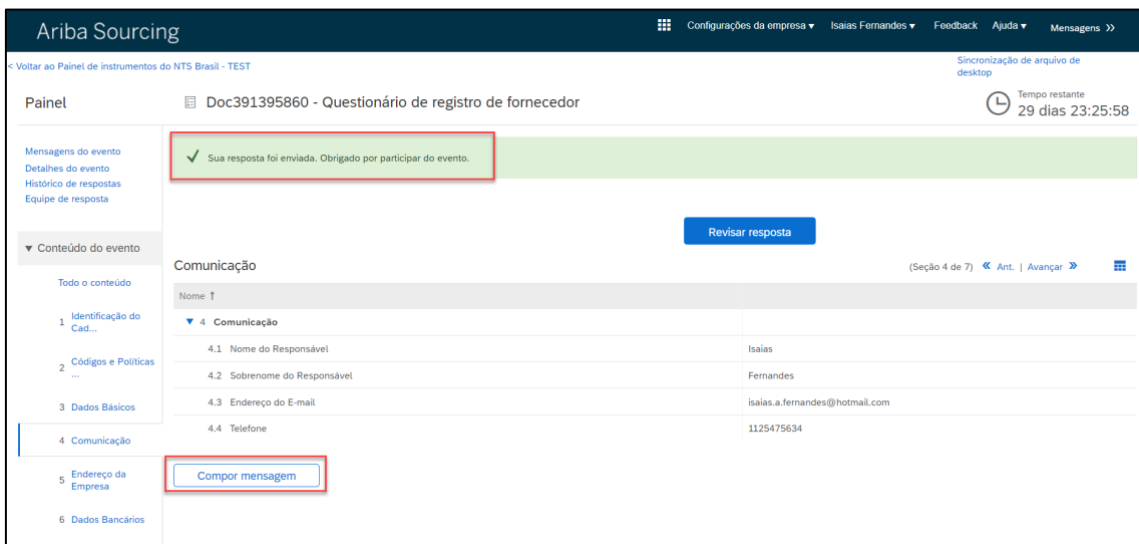 Ariba Sourcing
Configurações da empresa ▾ Isaias Fernandes ▾ Feedback Ajuda ▾ Mensagens >>
< Voltar ao Painel de instrumentos do NTS Brasil - TEST
Sincronização de arquivo de
desktop
Painel
Doc391395860 - Questionário de registro de fornecedor
Tempo restante
29 dias 23:25:58
Mensagens do evento
Detalhes do evento
Histórico de respostas
Equipe de resposta
✓ Sua resposta foi enviada. Obrigado por participar do evento.
Revisar resposta
▼ Conteúdo do evento
Todo o conteúdo
1 Identificação do
Cad...
2 Códigos e Políticas
...
3 Dados Básicos
4 Comunicação
5 Endereço da
Empresa
6 Dados Bancários
Comunicação
(Seção 4 de 7) « Ant. | Avançar »
Nome ↑
▼ 4 Comunicação
4.1 Nome do Responsável Isaias
4.2 Sobrenome do Responsável Fernandes
4.3 Endereço do E-mail isaias.a.fernandes@hotmail.com
4.4 Telefone 1125475634
Compor mensagem